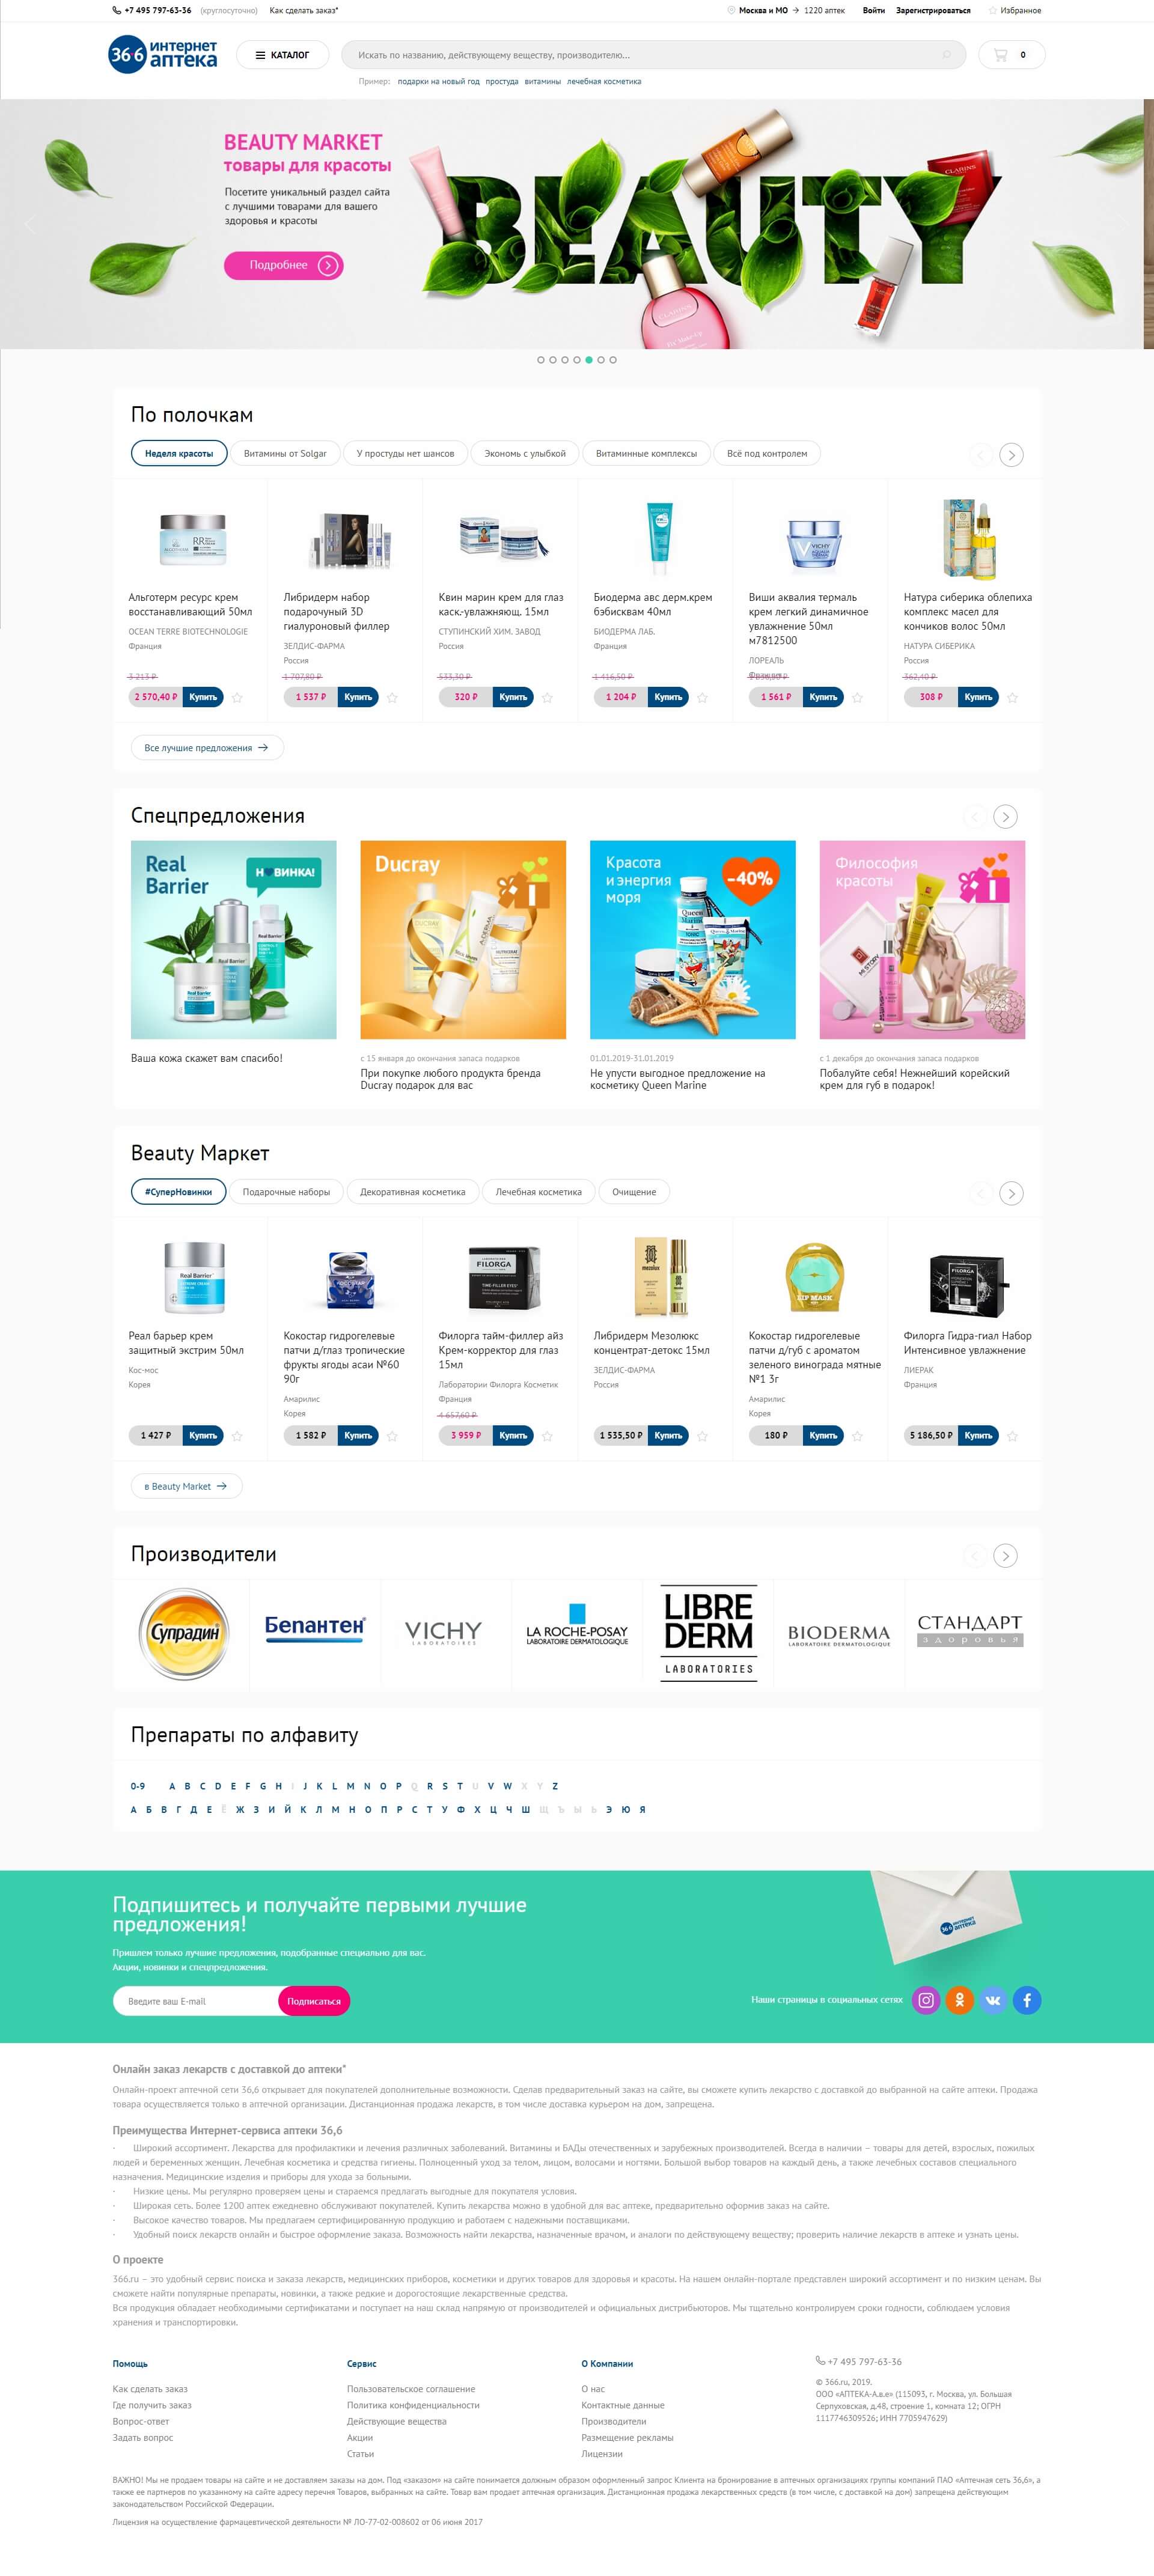 +7 495 797-63-36 (круглосуточно) Как сделать заказ* Москва и МО → 1220 аптек Войти Зарегистрироваться Избранное
36·6 интернет аптека
КАТАЛОГ
Искать по названию, действующему веществу, производителю...
0
Пример: подарки на новый год простуда витамины лечебная косметика
BEAUTY MARKET
товары для красоты
Посетите уникальный раздел сайта
с лучшими товарами для вашего
здоровья и красоты
Подробнее
BEAUTY
CLARINS
CLARINS
По полочкам
Неделя красоты Витамины от Solgar У простуды нет шансов Экономь с улыбкой Витаминные комплексы Всё под контролем
Альготерм ресурс крем
восстанавливающий 50мл
OCEAN TERRE BIOTECHNOLOGIE
Франция
3 213 ₽
2 570,40 ₽ Купить
Либридерм набор
подарочуный 3D
гиалуроновый филлер
ЗЕЛДИС-ФАРМА
Россия
1 707,80 ₽
1 537 ₽ Купить
Квин марин крем для глаз
каск.-увлажняющ. 15мл
СТУПИНСКИЙ ХИМ. ЗАВОД
Россия
533,30 ₽
320 ₽ Купить
Биодерма авс дерм.крем
бэбисквам 40мл
БИОДЕРМА ЛАБ.
Франция
1 416,50 ₽
1 204 ₽ Купить
Виши аквалия термаль
крем легкий динамичное
увлажнение 50мл
м7812500
ЛОРЕАЛЬ
1 561 ₽ Купить
Натура сиберика облепиха
комплекс масел для
кончиков волос 50мл
НАТУРА СИБЕРИКА
Россия
362,40 ₽
308 ₽ Купить
Все лучшие предложения →
Спецпредложения
Real
Barrier
НОВИНКА!
Ваша кожа скажет вам спасибо!
Ducray
с 15 января до окончания запаса подарков
При покупке любого продукта бренда
Ducray подарок для вас
Красота
и энергия
моря
-40%
01.01.2019-31.01.2019
Не упусти выгодное предложение на
косметику Queen Marine
Философия
красоты
с 1 декабря до окончания запаса подарков
Побалуйте себя! Нежнейший корейский
крем для губ в подарок!
Beauty Маркет
#СуперНовинки Подарочные наборы Декоративная косметика Лечебная косметика Очищение
Реал барьер крем
защитный экстрим 50мл
Кос-мос
Корея
1 427 ₽ Купить
Кокостар гидрогелевые
патчи д/глаз тропические
фрукты ягоды асаи №60
90г
Амарилис
Корея
1 582 ₽ Купить
Филорга тайм-филлер айз
Крем-корректор для глаз
15мл
Лаборатории Филорга Косметик
Франция
4 657,60 ₽
3 959 ₽ Купить
Либридерм Мезолюкс
концентрат-детокс 15мл
ЗЕЛДИС-ФАРМА
Россия
1 535,50 ₽ Купить
Кокостар гидрогелевые
патчи д/губ с ароматом
зеленого винограда мятные
№1 3г
Амарилис
Корея
180 ₽ Купить
Филорга Гидра-гиал Набор
Интенсивное увлажнение
ЛИЕРАК
Франция
5 186,50 ₽ Купить
в Beauty Market →
Производители
Супрадин
Бепантен
VICHY
LABORATOIRES
LA ROCHE-POSAY
LABORATOIRE DERMATOLOGIQUE
LIBRE
DERM
LABORATORIES
BIODERMA
LABORATOIRE DERMATOLOGIQUE
СТАНДАРТ
здоровья
Препараты по алфавиту
0-9 A B C D E F G H I J K L M N O P Q R S T U V W X Y Z
А Б В Г Д Е Ё Ж З И Й К Л М Н О П Р С Т У Ф Х Ц Ч Ш Щ Ъ Ы Ь Э Ю Я
Подпишитесь и получайте первыми лучшие
предложения!
Пришлем только лучшие предложения, подобранные специально для вас.
Акции, новинки и спецпредложения.
Введите ваш E-mail Подписаться
36·6 интернет аптека
Наши страницы в социальных сетях
Онлайн заказ лекарств с доставкой до аптеки*
Онлайн-проект аптечной сети 36,6 открывает для покупателей дополнительные возможности. Сделав предварительный заказ на сайте, вы сможете купить лекарство с доставкой до выбранной на сайте аптеки. Продажа
товара осуществляется только в аптечной организации. Дистанционная продажа лекарств, в том числе доставка курьером на дом, запрещена.
Преимущества Интернет-сервиса аптеки 36,6
· Широкий ассортимент. Лекарства для профилактики и лечения различных заболеваний. Витамины и БАДы отечественных и зарубежных производителей. Всегда в наличии – товары для детей, взрослых, пожилых
людей и беременных женщин. Лечебная косметика и средства гигиены. Полноценный уход за телом, лицом, волосами и ногтями. Большой выбор товаров на каждый день, а также лечебных составов специального
назначения. Медицинские изделия и приборы для ухода за больными.
· Низкие цены. Мы регулярно проверяем цены и стараемся предлагать выгодные для покупателя условия.
· Широкая сеть. Более 1200 аптек ежедневно обслуживают покупателей. Купить лекарства можно в удобной для вас аптеке, предварительно оформив заказ на сайте.
· Высокое качество товаров. Мы предлагаем сертифицированную продукцию и работаем с надежными поставщиками.
· Удобный поиск лекарств онлайн и быстрое оформление заказа. Возможность найти лекарства, назначенные врачом, и аналоги по действующему веществу; проверить наличие лекарств в аптеке и узнать цены.
О проекте
366.ru – это удобный сервис поиска и заказа лекарств, медицинских приборов, косметики и других товаров для здоровья и красоты. На нашем онлайн-портале представлен широкий ассортимент и по низким ценам. Вы
сможете найти популярные препараты, новинки, а также редкие и дорогостоящие лекарственные средства.
Вся продукция обладает необходимыми сертификатами и поступает на наш склад напрямую от производителей и официальных дистрибьюторов. Мы тщательно контролируем сроки годности, соблюдаем условия
хранения и транспортировки.
Помощь
Как сделать заказ
Где получить заказ
Вопрос-ответ
Задать вопрос
Сервис
Пользовательское соглашение
Политика конфиденциальности
Действующие вещества
Акции
Статьи
О Компании
О нас
Контактные данные
Производители
Размещение рекламы
Лицензии
+7 495 797-63-36
© 366.ru, 2019.
ООО «АПТЕКА-А.в.е» (115093, г. Москва, ул. Большая
Серпуховская, д.48, строение 1, комната 12; ОГРН
1117746309526; ИНН 7705947629)
ВАЖНО! Мы не продаем товары на сайте и не доставляем заказы на дом. Под «заказом» на сайте понимается должным образом оформленный запрос Клиента на бронирование в аптечных организациях группы компаний ПАО «Аптечная сеть 36,6», а
также ее партнеров по указанному на сайте адресу перечня Товаров, выбранных на сайте. Товар вам продает аптечная организация. Дистанционная продажа лекарственных средств (в том числе, с доставкой на дом) запрещена действующим
законодательством Российской Федерации.
Лицензия на осуществление фармацевтической деятельности № ЛО-77-02-008602 от 06 июня 2017